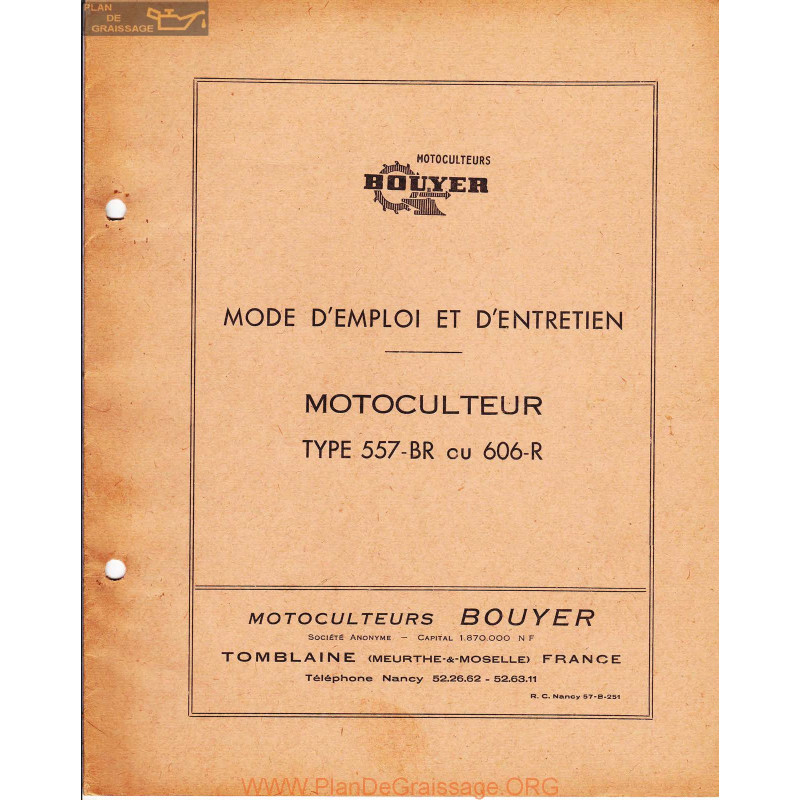 PLAN
DE
GRAISSAGE
MOTOCULTEURS
BOUYER
MODE D'EMPLOI ET D'ENTRETIEN
MOTOCULTEUR
TYPE 557-BR cu 606-R
MOTOCULTEURS BOUYER
SOCIÉTÉ ANONYME – CAPITAL 1.870.000 NF
TOMBLAINE (MEURTHE-&-MOSELLE) FRANCE
Téléphone Nancy 52.26.62 - 52.63.11
R. C. Nancy 57-B-251
www.PlanDeGraissage.ORG